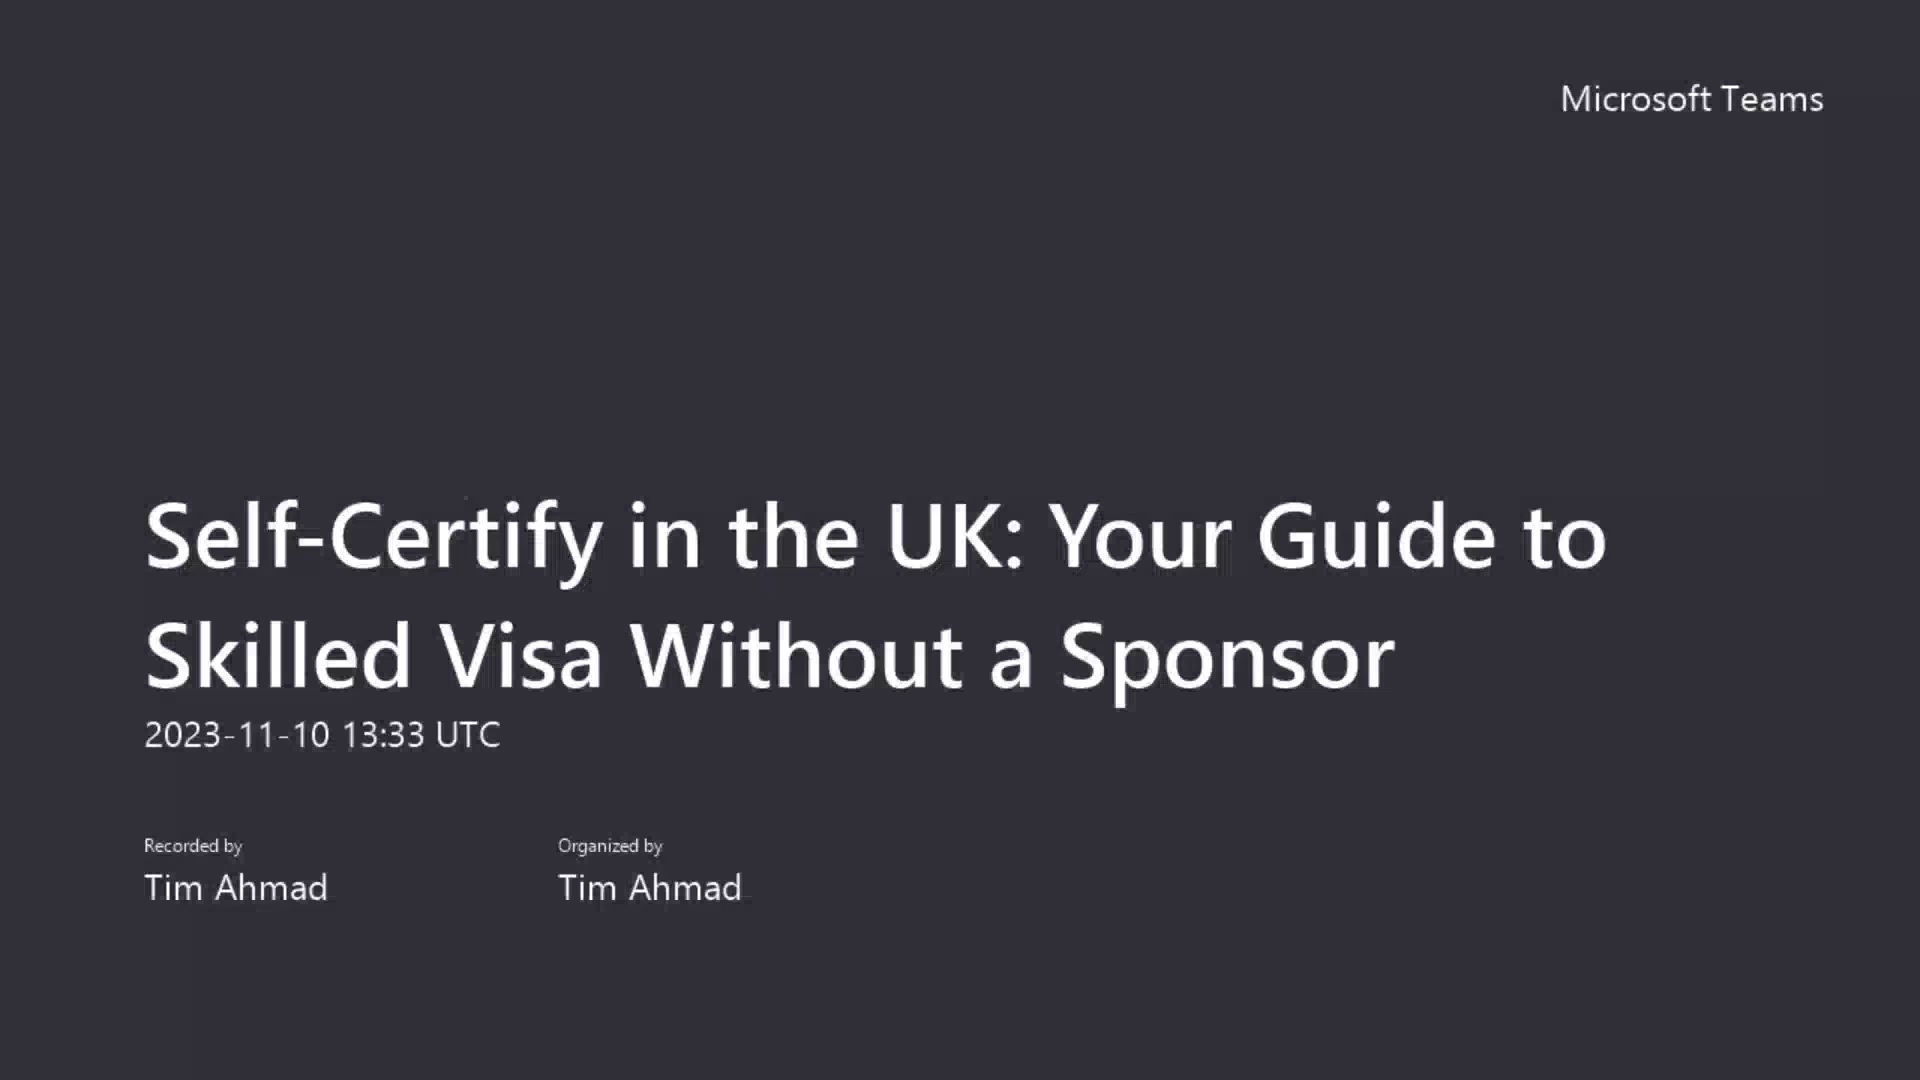 Microsoft Teams
Self-Certify in the UK: Your Guide to
Skilled Visa Without a Sponsor
2023-11-10 13:33 UTC
Recorded by
Tim Ahmad
Organized by
Tim Ahmad